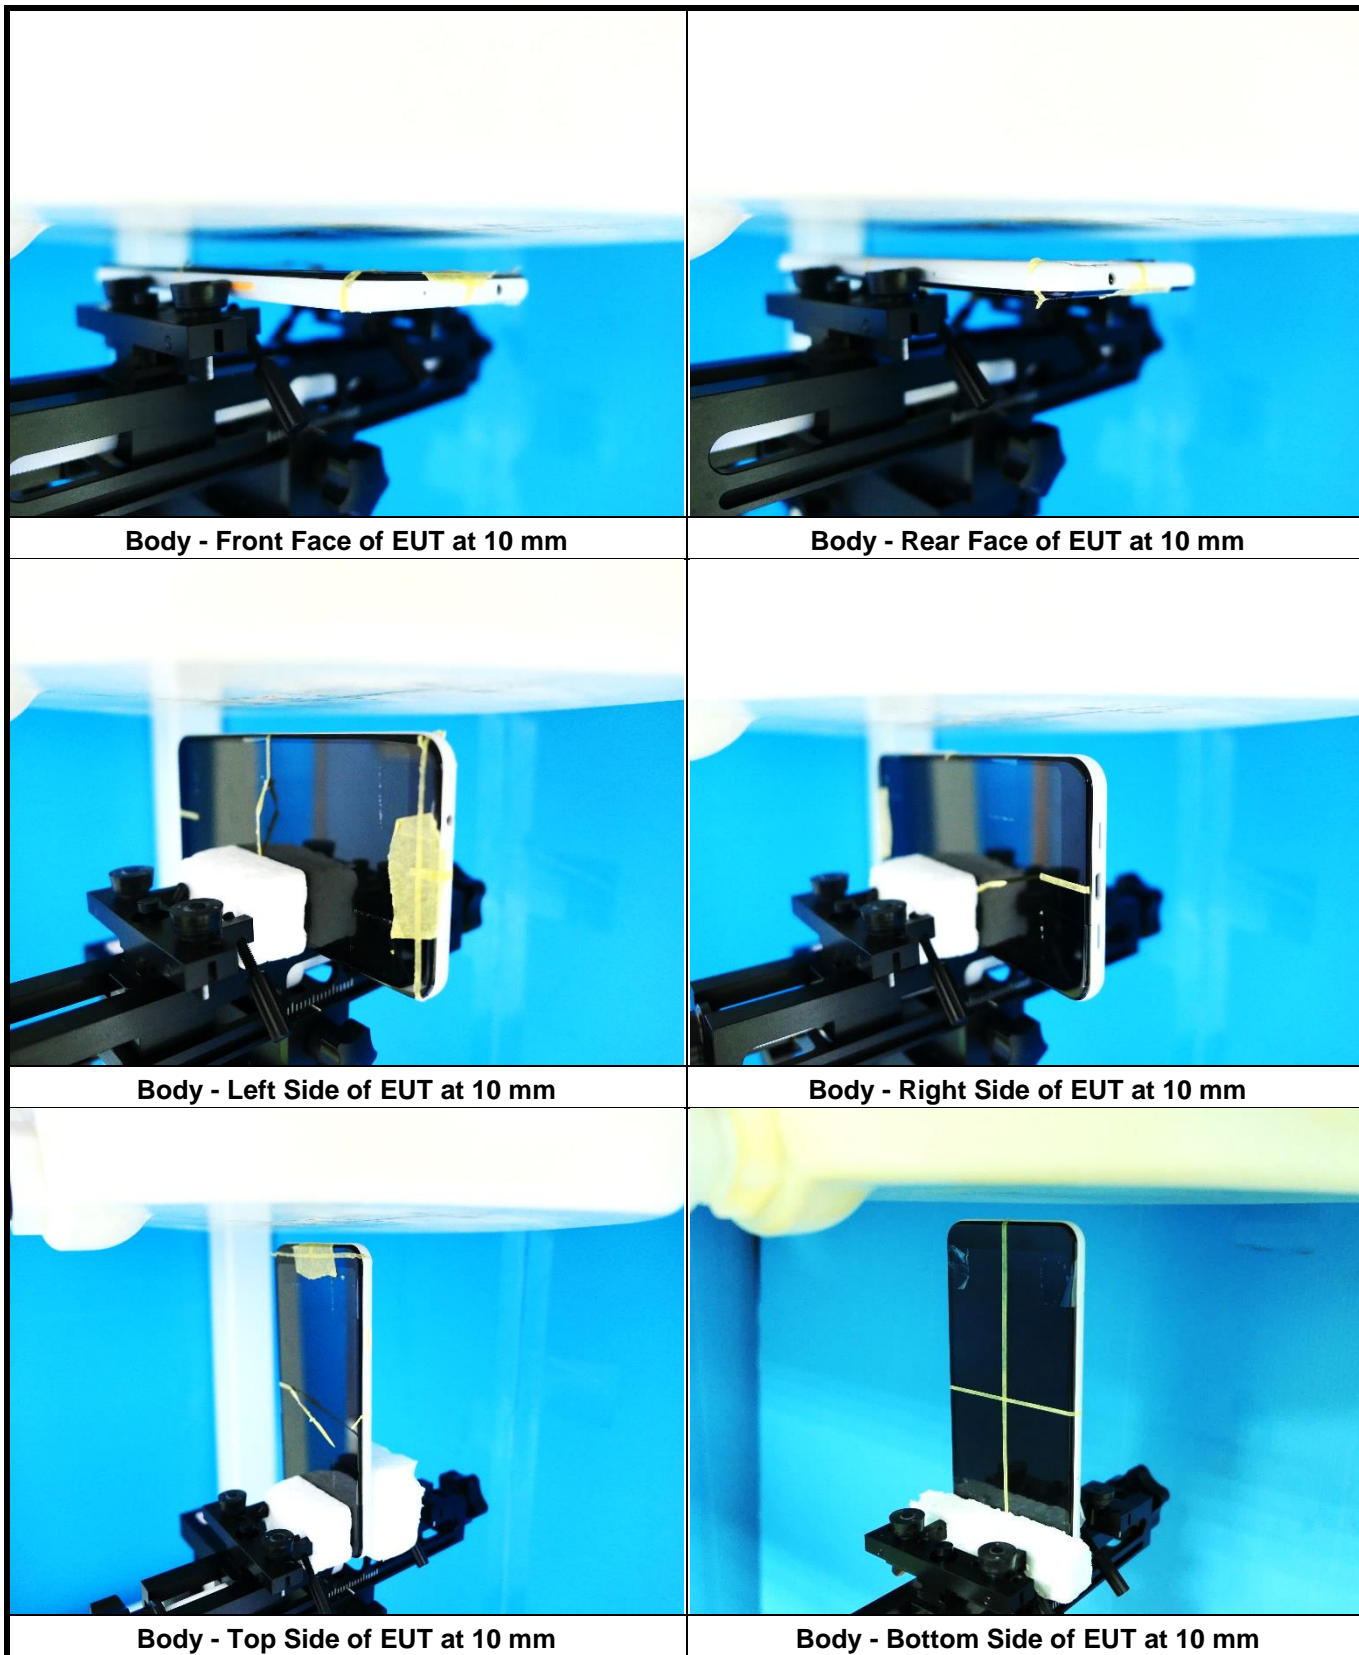 Body - Front Face of EUT at 10 mm
Body - Rear Face of EUT at 10 mm
Body - Left Side of EUT at 10 mm
Body - Right Side of EUT at 10 mm
Body - Top Side of EUT at 10 mm
Body - Bottom Side of EUT at 10 mm